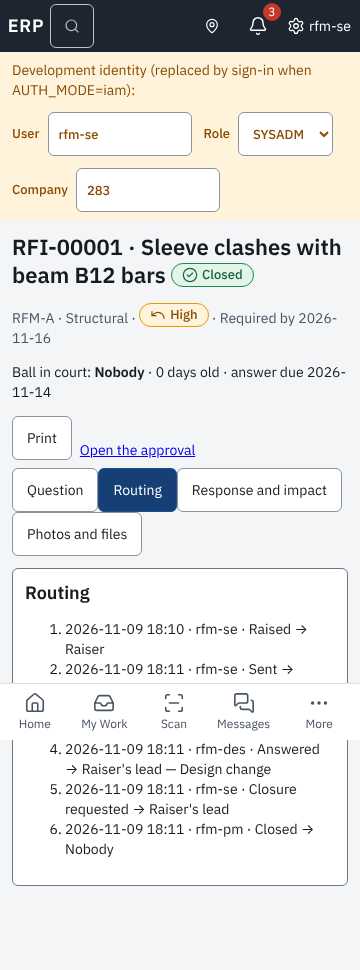 ERP
3
rfm-se
Development identity (replaced by sign-in when
AUTH_MODE=iam):
User rfm-se Role SYSADM
Company 283
RFI-00001 · Sleeve clashes with
beam B12 bars Closed
RFM-A · Structural · High · Required by 2026-
11-16
Ball in court: Nobody · 0 days old · answer due 2026-
11-14
Print Open the approval
Question Routing Response and impact
Photos and files
Routing
1. 2026-11-09 18:10 · rfm-se · Raised →
Raiser
2. 2026-11-09 18:11 · rfm-se · Sent →
Home My Work Scan Messages More
4. 2026-11-09 18:11 · rfm-des · Answered
→ Raiser's lead — Design change
5. 2026-11-09 18:11 · rfm-se · Closure
requested → Raiser's lead
6. 2026-11-09 18:11 · rfm-pm · Closed →
Nobody